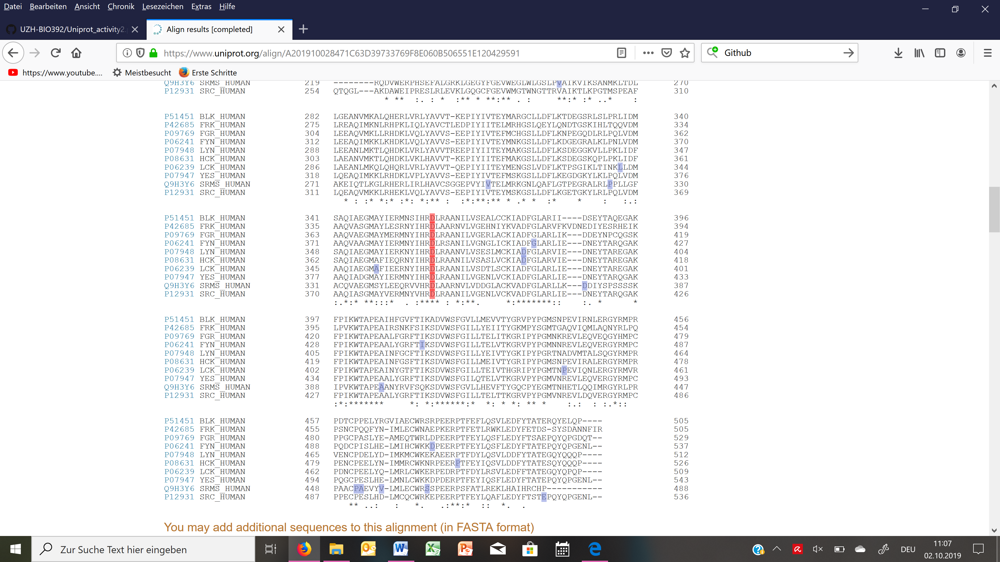 Datei Bearbeiten Ansicht Chronik Lesezeichen Extras Hilfe
UZH-BIO392/Uniprot_activity2.
Align results [completed]
https://www.uniprot.org/align/A201910028471C63D39733769F8E060B506551E120429591
Github
https://www.youtube.... Meistbesucht Erste Schritte
Q9H3Y6 SRMS_HUMAN 219 --------RQDVWERPHSEFALGRKLGEGYFGEVWEGLWLGSLPVAIKVIKSANMKLTDL 270
P12931 SRC_HUMAN 254 QTQGL---AKDAWEIPRESLRLEVKLGQGCFGEVWMGTWNGTTRVAIKTLKPGTMSPEAF 310
* ** :. : * :** * **:** . : **:* :* ..* :
P51451 BLK_HUMAN 282 LGEANVMKALQHERLVRLYAVVT-KEPIYIVTEYMARGCLLDFLKTDEGSRLSLPRLIDM 340
P42685 FRK_HUMAN 275 LREAQIMKNLRHPKLIQLYAVCTLEDPIYIITELMRHGSLQEYLQNDTGSKIHLTQQVDM 334
P09769 FGR_HUMAN 304 LEEAQVMKLLRHDKLVQLYAVVS-EEPIYIVTEFMCHGSLLDFLKNPEGQDLRLPQLVDM 362
P06241 FYN_HUMAN 312 LEEAQIMKKLKHDKLVQLYAVVS-EEPIYIVTEYMNKGSLLDFLKDGEGRALKLPNLVDM 370
P07948 LYN_HUMAN 288 LEEANLMKTLQHDKLVRLYAVVTREEPIYIITEYMAKGSLLDFLKSDEGGKVLLPKLIDF 347
P08631 HCK_HUMAN 303 LAEANVMKTLQHDKLVKLHAVVT-KEPIYIITEFMAKGSLLDFLKSDEGSKQPLPKLIDF 361
P06239 LCK_HUMAN 286 LAEANLMKQLQHQRLVRLYAVVT-QEPIYIITEYMENGSLVDFLKTPSGIKLTINKLLDM 344
P07947 YES_HUMAN 318 LQEAQIMKKLRHDKLVPLYAVVS-EEPIYIVTEFMSKGSLLDFLKEGDGKYLKLPQLVDM 376
Q9H3Y6 SRMS_HUMAN 271 AKEIQTLKGLRHERLIRLHAVCSGGEPVYIVTELMRKGNLQAFLGTPEGRALRLPPLLGF 330
P12931 SRC_HUMAN 311 LQEAQVMKKLRHEKLVQLYAVVS-EEPIYIVTEYMSKGSLLDFLKGETGKYLRLPQLVDM 369
* : :* *:* :*: *:** : :*:**:** * .* * :* * : :.:
P51451 BLK_HUMAN 341 SAQIAEGMAYIERMNSIHRDLRAANILVSEALCCKIADFGLARII----DSEYTAQEGAK 396
P42685 FRK_HUMAN 335 AAQVASGMAYLESRNYIHRDLAARNVLVGEHNIYKVADFGLARVFKVDNEDIYESRHEIK 394
P09769 FGR_HUMAN 363 AAQVAEGMAYMERMNYIHRDLRAANILVGERLACKIADFGLARLIK---DDEYNPCQGSK 419
P06241 FYN_HUMAN 371 AAQVAAGMAYIERMNYIHRDLRSANILVGNGLICKIADFGLARLIE---DNEYTARQGAK 427
P07948 LYN_HUMAN 348 SAQIAEGMAYIERKNYIHRDLRAANVLVSESLMCKIADFGLARVIE---DNEYTAREGAK 404
P08631 HCK_HUMAN 362 SAQIAEGMAFIEQRNYIHRDLRAANILVSASLVCKIADFGLARVIE---DNEYTAREGAK 418
P06239 LCK_HUMAN 345 AAQIAEGMAFIEERNYIHRDLRAANILVSDTLSCKIADFGLARLIE---DNEYTAREGAK 401
P07947 YES_HUMAN 377 AAQIADGMAYIERMNYIHRDLRAANILVGENLVCKIADFGLARLIE---DNEYTARQGAK 433
Q9H3Y6 SRMS_HUMAN 331 ACQVAEGMSYLEEQRVVHRDLAARNVLVDDGLACKVADFGLARLLK---DDIYSPSSSSK 387
P12931 SRC_HUMAN 370 AAQIASGMAYVERMNYVHRDLRAANILVGENLVCKVADFGLARLIE---DNEYTARQGAK 426
:.*:* **:::* . :**** : *:**. *:*******:: :. * *
P51451 BLK_HUMAN 397 FPIKWTAPEAIHFGVFTIKADVWSFGVLLMEVVTYGRVPYPGMSNPEVIRNLERGYRMPR 456
P42685 FRK_HUMAN 395 LPVKWTAPEAIRSNKFSIKSDVWSFGILLYEIITYGKMPYSGMTGAQVIQMLAQNYRLPQ 454
P09769 FGR_HUMAN 420 FPIKWTAPEAALFGRFTIKSDVWSFGILLTELITKGRIPYPGMNKREVLEQVEQGYHMPC 479
P06241 FYN_HUMAN 428 FPIKWTAPEAALYGRFTIKSDVWSFGILLTELVTKGRVPYPGMNNREVLEQVERGYRMPC 487
P07948 LYN_HUMAN 405 FPIKWTAPEAINFGCFTIKSDVWSFGILLYEIVTYGKIPYPGRTNADVMTALSQGYRMPR 464
P08631 HCK_HUMAN 419 FPIKWTAPEAINFGSFTIKSDVWSFGILLMEIVTYGRIPYPGMSNPEVIRALERGYRMPR 478
P06239 LCK_HUMAN 402 FPIKWTAPEAINYGTFTIKSDVWSFGILLTEIVTHGRIPYPGMTNPEVIQNLERGYRMVR 461
P07947 YES_HUMAN 434 FPIKWTAPEAALYGRFTIKSDVWSFGILQTELVTKGRVPYPGMVNREVLEQVERGYRMPC 493
Q9H3Y6 SRMS_HUMAN 388 IPVKWTAPEAANYRVFSQKSDVWSFGVLLHEVFTYGQCPYEGMTNHETLQQIMRGYRLPR 447
P12931 SRC_HUMAN 427 FPIKWTAPEAALYGRFTIKSDVWSFGILLTELTTKGRVPYPGMVNREVLDQVERGYRMPC 486
:*:******* *: *:******:* *: * *: ** * :.: : :.*::
P51451 BLK_HUMAN 457 PDTCPPELYRGVIAECWRSRPEERPTFEFLQSVLEDFYTATERQYELQP---- 505
P42685 FRK_HUMAN 455 PSNCPQQFYN-IMLECWNAEPKERPTFETLRWKLEDYFETDS-SYSDANNFIR 505
P09769 FGR_HUMAN 480 PPGCPASLYE-AMEQTWRLDPEERPTFEYLQSFLEDYFTSAEPQYQPGDQT-- 529
P06241 FYN_HUMAN 488 PQDCPISLHE-LMIHCWKKDPEERPTFEYLQSFLEDYFTATEPQYQPGENL-- 537
P07948 LYN_HUMAN 465 VENCPDELYD-IMKMCWKEKAEERPTFDYLQSVLDDFYTATEGQYQQQP---- 512
P08631 HCK_HUMAN 479 PENCPEELYN-IMMRCWKNRPEERPTFEYIQSVLDDFYTATESQYQQQP---- 526
P06239 LCK_HUMAN 462 PDNCPEELYQ-LMRLCWKERPEDRPTFDYLRSVLEDFFTATEGQYQPQP---- 509
P07947 YES_HUMAN 494 PQGCPESLHE-LMNLCWKKDPDERPTFEYIQSFLEDYFTATEPQYQPGENL-- 543
Q9H3Y6 SRMS_HUMAN 448 PAACPAEVYV-LMLECWRSSPEERPSFATLREKLHAIHRCHP----------- 488
P12931 SRC_HUMAN 487 PPECPESLHD-LMCQCWRKEPEERPTFEYLQAFLEDYFTSTEPQYQPGENL-- 536
** ..: : *. .:**:* :: *. .
You may add additional sequences to this alignment (in FASTA format)
Zur Suche Text hier eingeben
DEU
11:07
02.10.2019